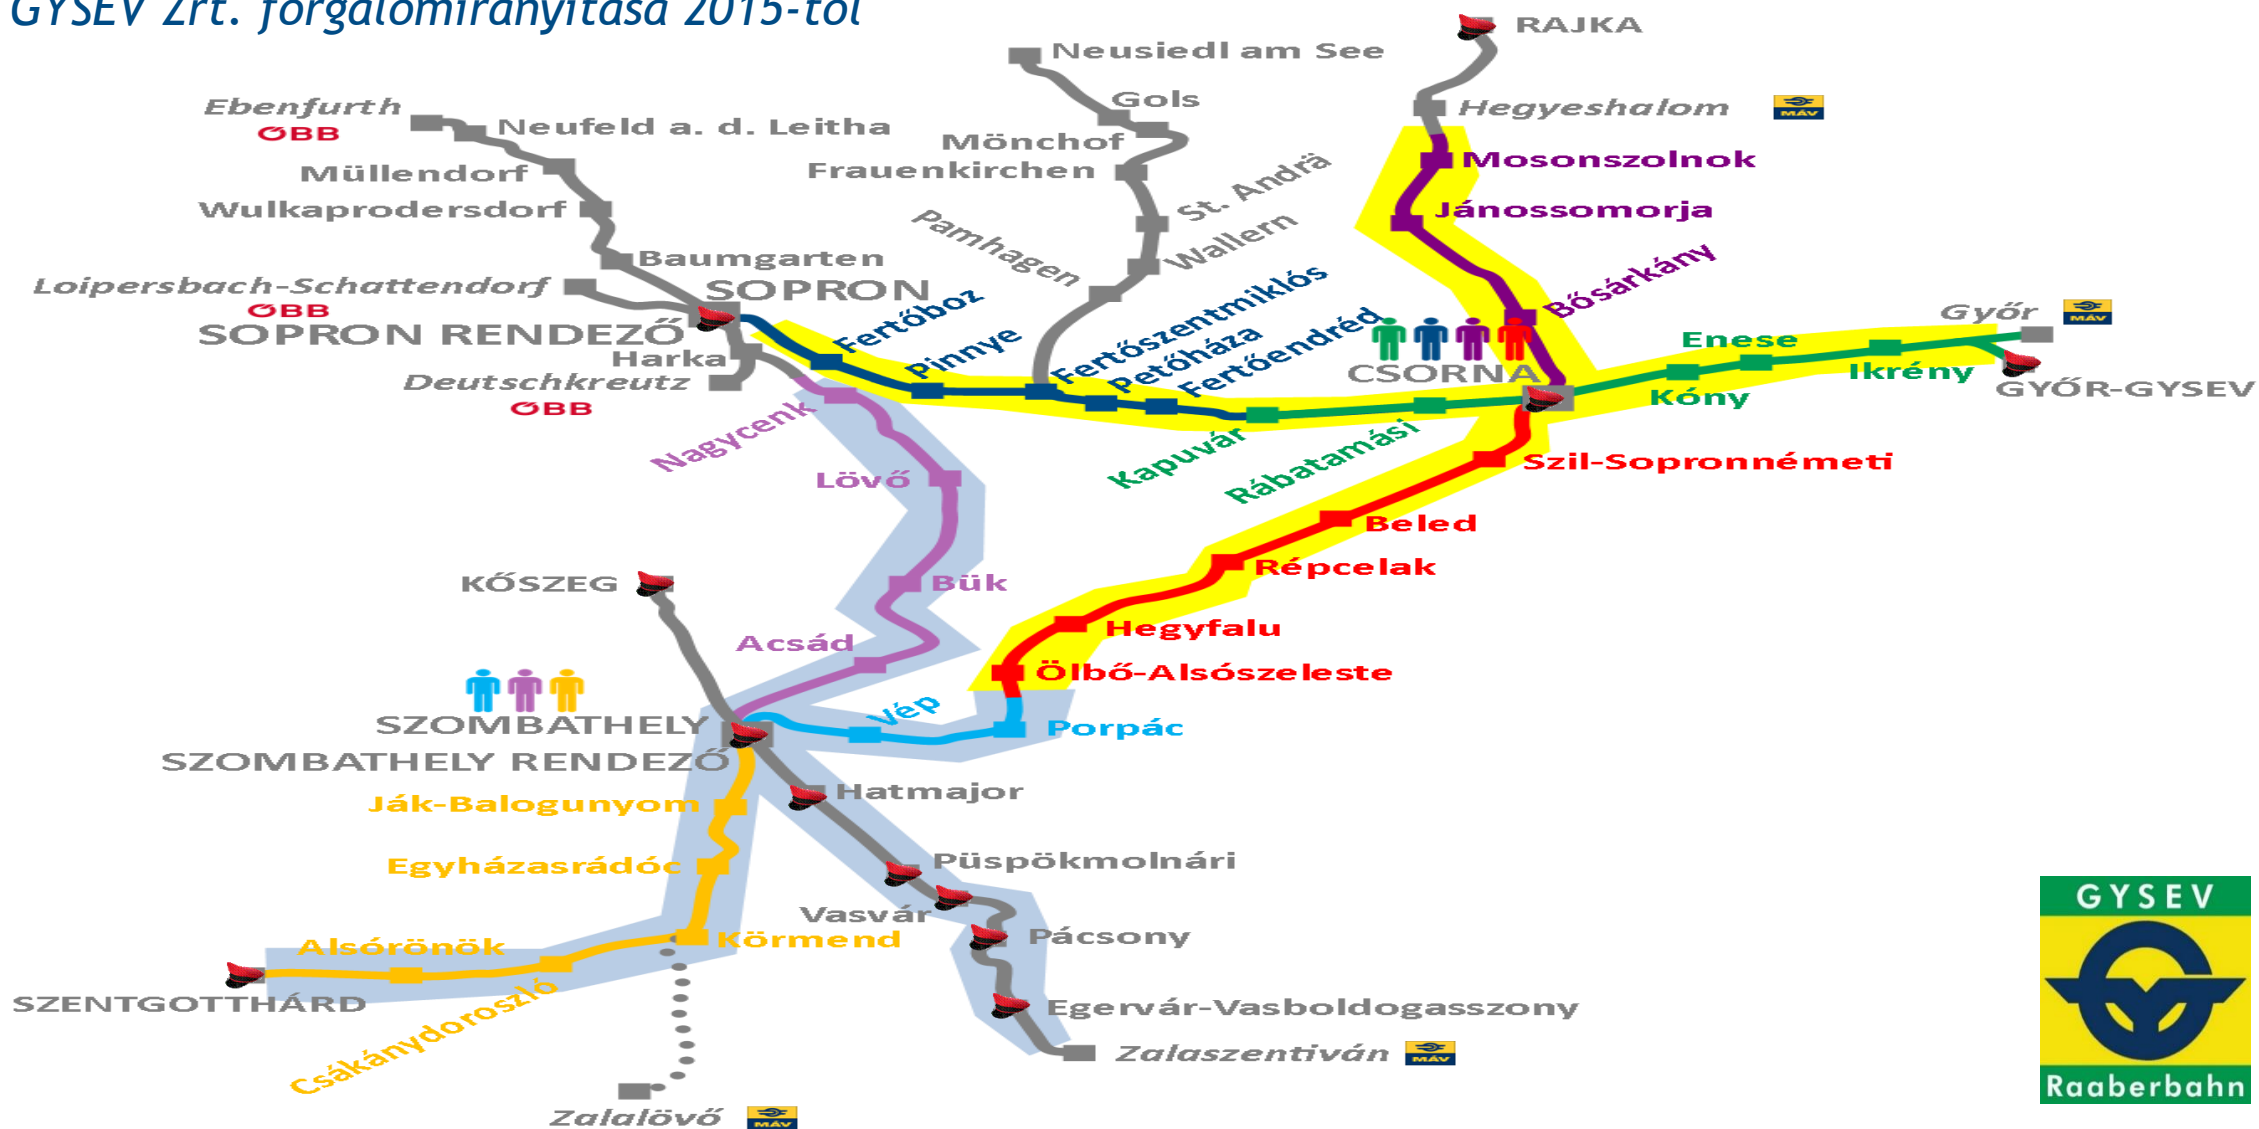 GYSEV Zrt. forgalomirányítása 2015-től
RAJKA
Neusiedl am See
Gols
Hegyeshalom
MÁV
Ebenfurth
ÖBB
Neufeld a. d. Leitha
Mönchof
Mosonszolnok
Müllendorf
Frauenkirchen
St. Andrä
Wulkaprodersdorf
Jánossomorja
Pamhagen
Wallern
Baumgarten
Loipersbach-Schattendorf
ÖBB
SOPRON
SOPRON RENDEZŐ
Fertőboz
Pinnye
Fertőszentmiklós
Petőháza
Fertőendréd
Bősárkány
Győr
MÁV
Enese
Harka
Deutschkreutz
ÖBB
CSORNA
Ikrény
Kóny
GYŐR-GYSEV
Nagycenk
Kapuvár
Rábatamási
Szil-Sopronnémeti
Lövő
Beled
Répcelak
KŐSZEG
Bük
Hegyfalu
Acsád
Ölbő-Alsószeleste
SZOMBATHELY
Vép
Porpác
SZOMBATHELY RENDEZŐ
Hatmajor
Ják-Balogunyom
Egyházasrádóc
Püspökmolnári
Vasvár
Pácsony
Körmend
Alsórönök
SZENTGOTTHÁRD
Csákánydoroszló
Egervár-Vasboldogasszony
Zalaszentiván
MÁV
Zalalövő
MÁV
GYSEV
Raaberbahn